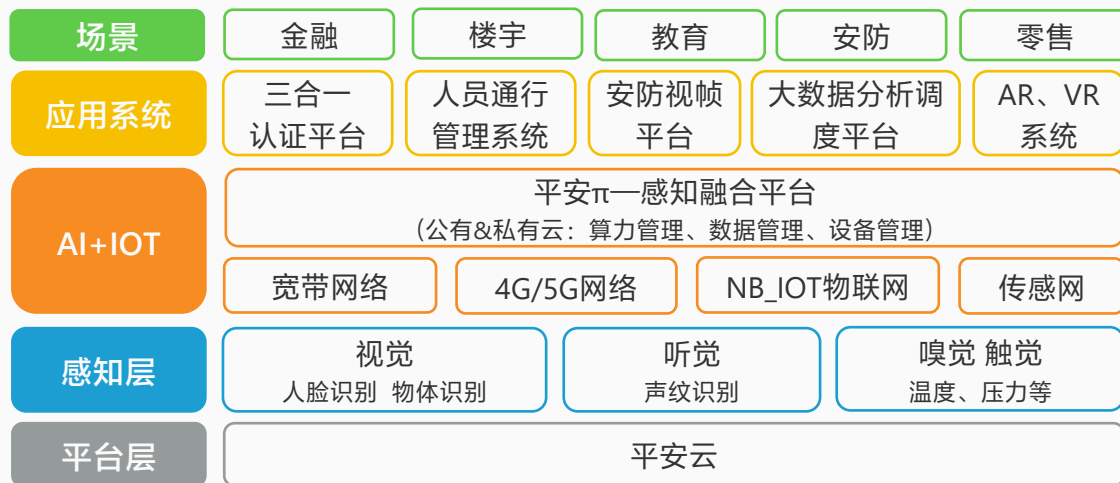 场景
金融
楼宇
教育
安防
零售
应用系统
三合一
认证平台
人员通行
管理系统
安防视帧
平台
大数据分析调
度平台
AR、VR
系统
AI+IOT
平安π—感知融合平台
（公有&私有云：算力管理、数据管理、设备管理）
宽带网络
4G/5G网络
NB_IOT物联网
传感网
感知层
视觉
人脸识别 物体识别
听觉
声纹识别
嗅觉 触觉
温度、压力等
平台层
平安云